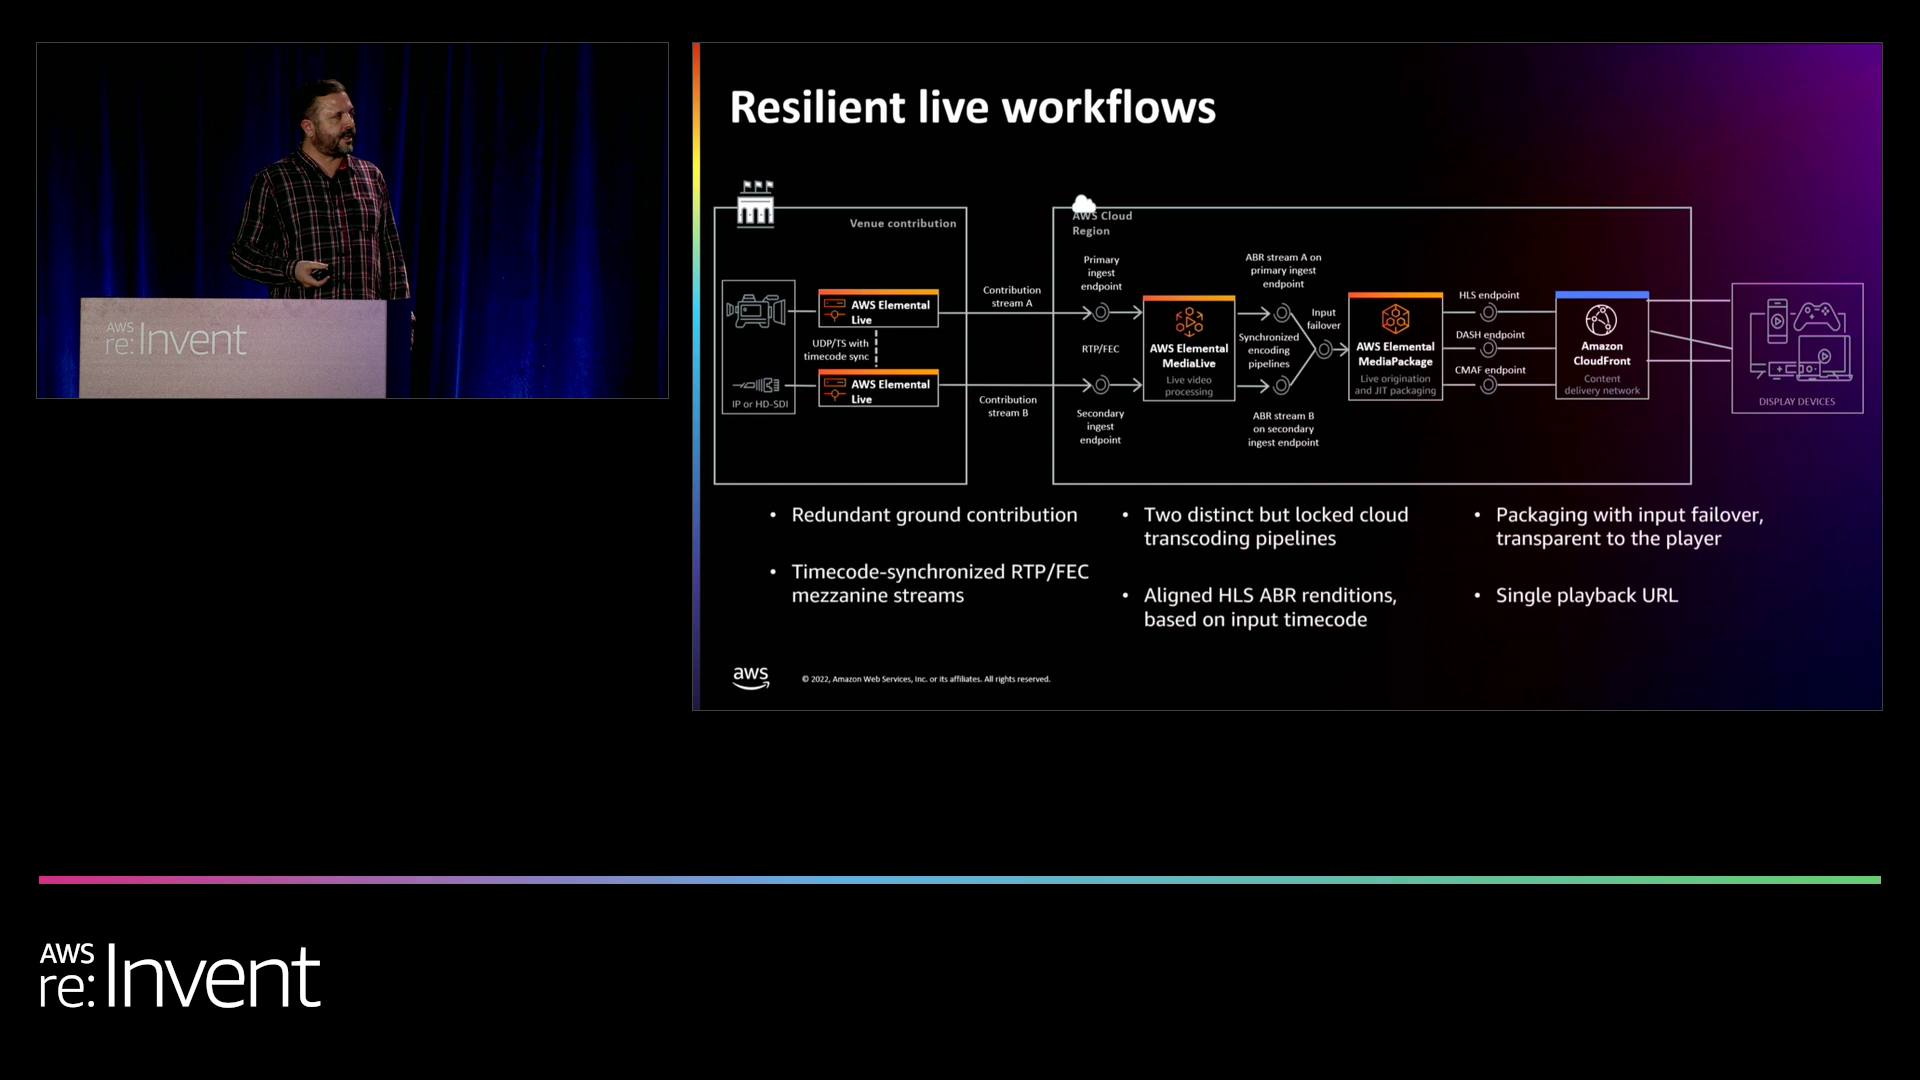 AWS
re:Invent
Resilient live workflows
Venue contribution
IP or HD-SDI
AWS Elemental
Live
UDP/TS with
timecode sync
AWS Elemental
Live
Contribution
stream A
Contribution
stream B
AWS Cloud
Region
Primary
ingest
endpoint
RTP/FEC
Secondary
ingest
endpoint
AWS Elemental
MediaLive
Live video
processing
ABR stream A on
primary ingest
endpoint
Synchronized
encoding
pipelines
ABR stream B
on secondary
ingest endpoint
Input
failover
AWS Elemental
MediaPackage
Live origination
and JIT packaging
HLS endpoint
DASH endpoint
CMAF endpoint
Amazon
CloudFront
Content
delivery network
DISPLAY DEVICES
• Redundant ground contribution
• Timecode-synchronized RTP/FEC
mezzanine streams
• Two distinct but locked cloud
transcoding pipelines
• Aligned HLS ABR renditions,
based on input timecode
• Packaging with input failover,
transparent to the player
• Single playback URL
aws
© 2022, Amazon Web Services, Inc. or its affiliates. All rights reserved.
AWS
re:Invent